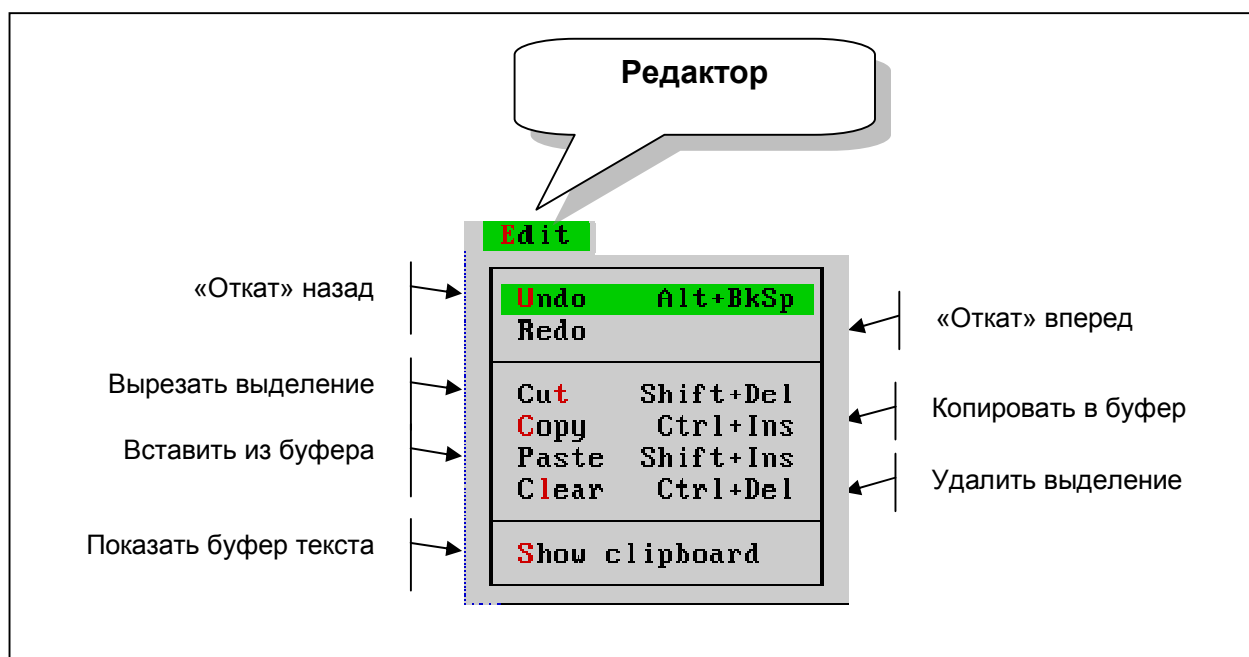 Редактор
Edit
«Откат» назад
Undo Alt+BkSp
Redo
«Откат» вперед
Вырезать выделение
Cut Shift+Del
Copy Ctrl+Ins
Копировать в буфер
Вставить из буфера
Paste Shift+Ins
Clear Ctrl+Del
Удалить выделение
Показать буфер текста
Show clipboard